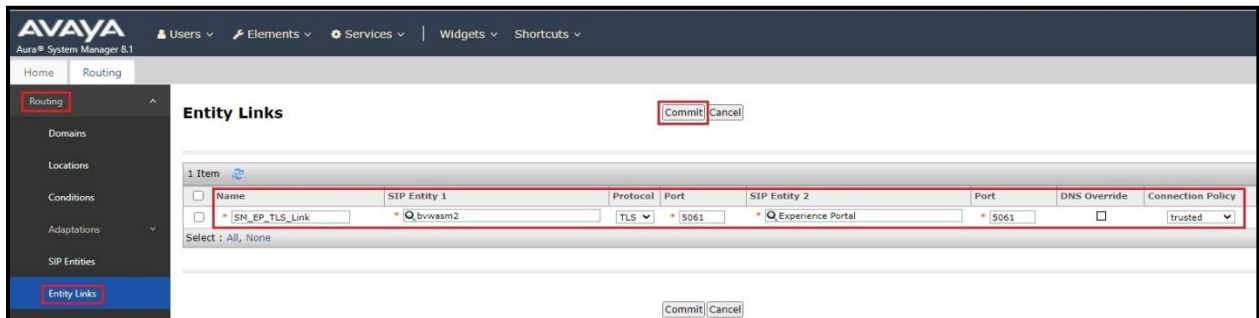 AVAYA
Aura® System Manager 8.1
Users Elements Services | Widgets Shortcuts
Home Routing
Routing
Domains
Locations
Conditions
Adaptations
SIP Entities
Entity Links
Entity Links
Commit Cancel
1 Item
Name SIP Entity 1 Protocol Port SIP Entity 2 Port DNS Override Connection Policy
* SM_EP_TLS_Link * bvwasm2 TLS * 5061 * Experience Portal * 5061 trusted
Select : All, None
Commit Cancel